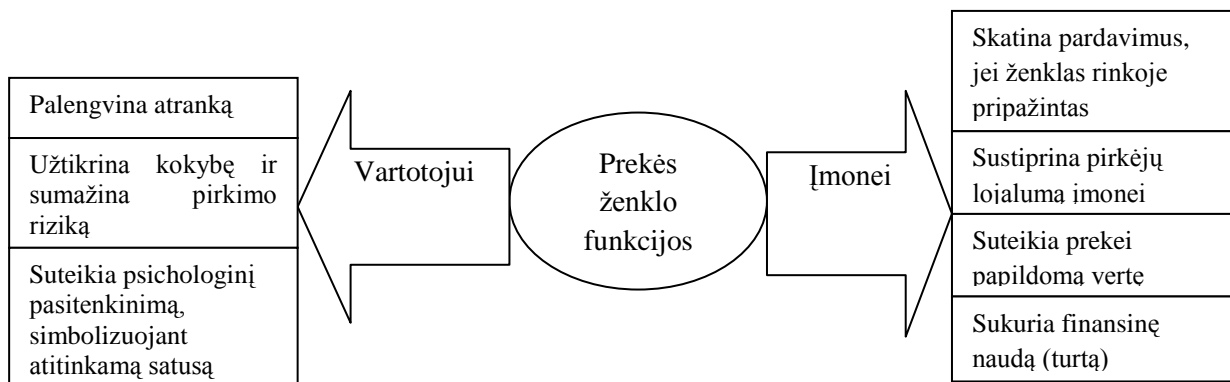 Palengvina atranką
Užtikrina kokybę ir
sumažina pirkimo
riziką
Suteikia psichologinį
pasitenkinimą,
simbolizuojant
atitinkamą satusą
Vartotojui
Prekės
ženklo
funkcijos
Įmonei
Skatina pardavimus,
jei ženklas rinkoje
pripažintas
Sustiprina pirkėjų
lojalumą įmonei
Suteikia prekei
papildomą vertę
Sukuria finansinę
naudą (turtą)